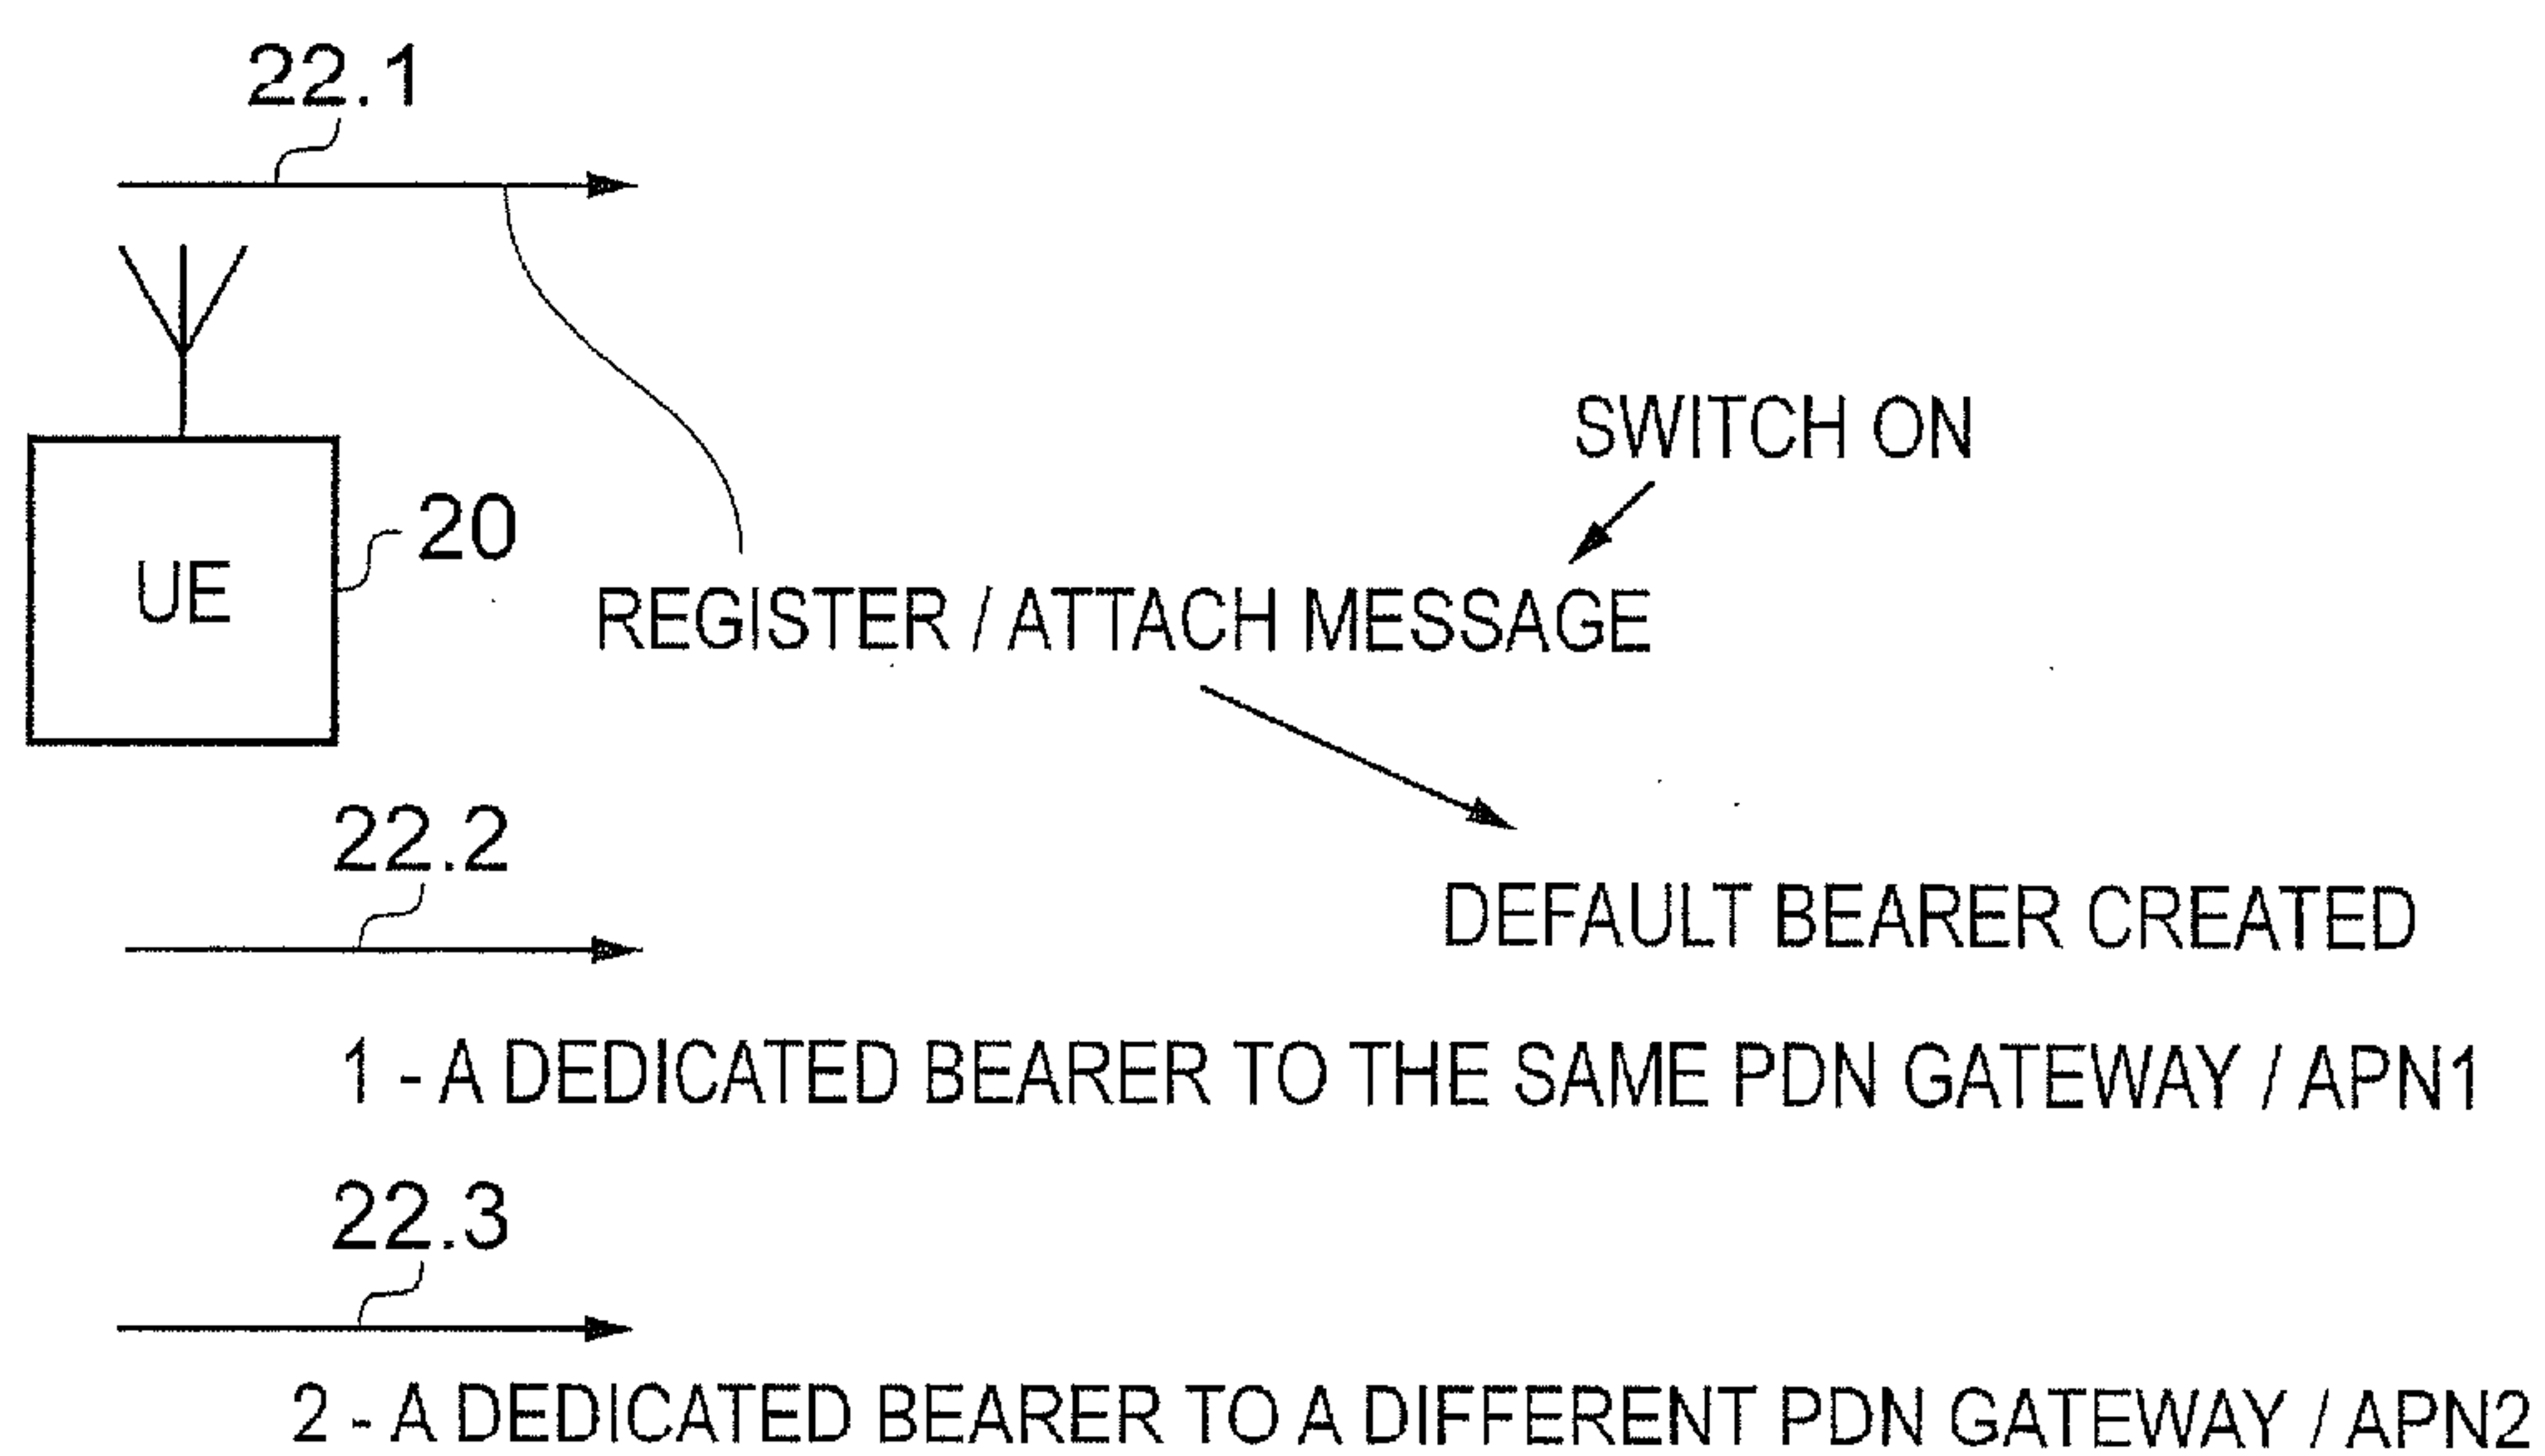 22.1
SWITCH ON
20
UE
REGISTER / ATTACH MESSAGE
22.2
DEFAULT BEARER CREATED
1 - A DEDICATED BEARER TO THE SAME PDN GATEWAY / APN1
22.3
2 - A DEDICATED BEARER TO A DIFFERENT PDN GATEWAY / APN2